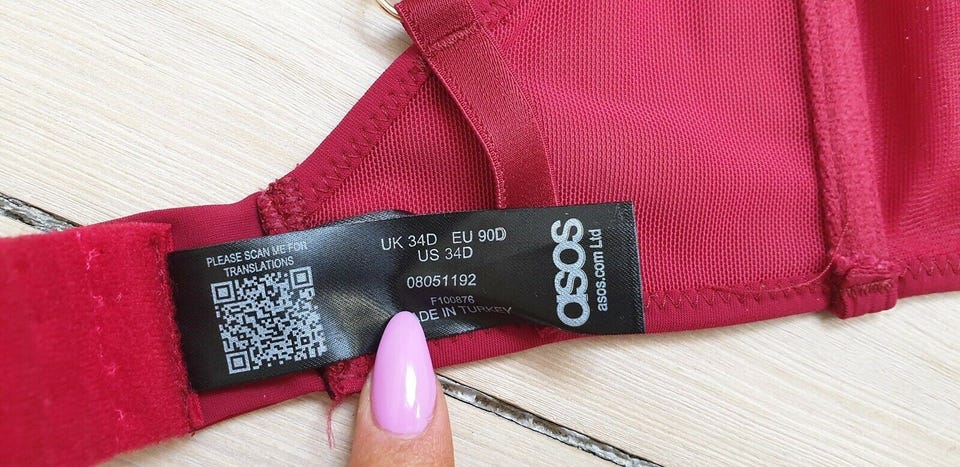 PLEASE SCAN ME FOR
TRANSLATIONS
UK 34D EU 90D
US 34D
08051192
F100876
MADE IN TURKEY
asos
asos.com Ltd